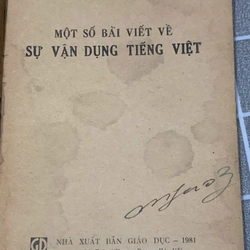 MỘT SỐ BÀI VIẾT VỀ
SỰ VẬN DỤNG TIẾNG VIỆT
NHÀ XUẤT BẢN GIÁO DỤC — 1981